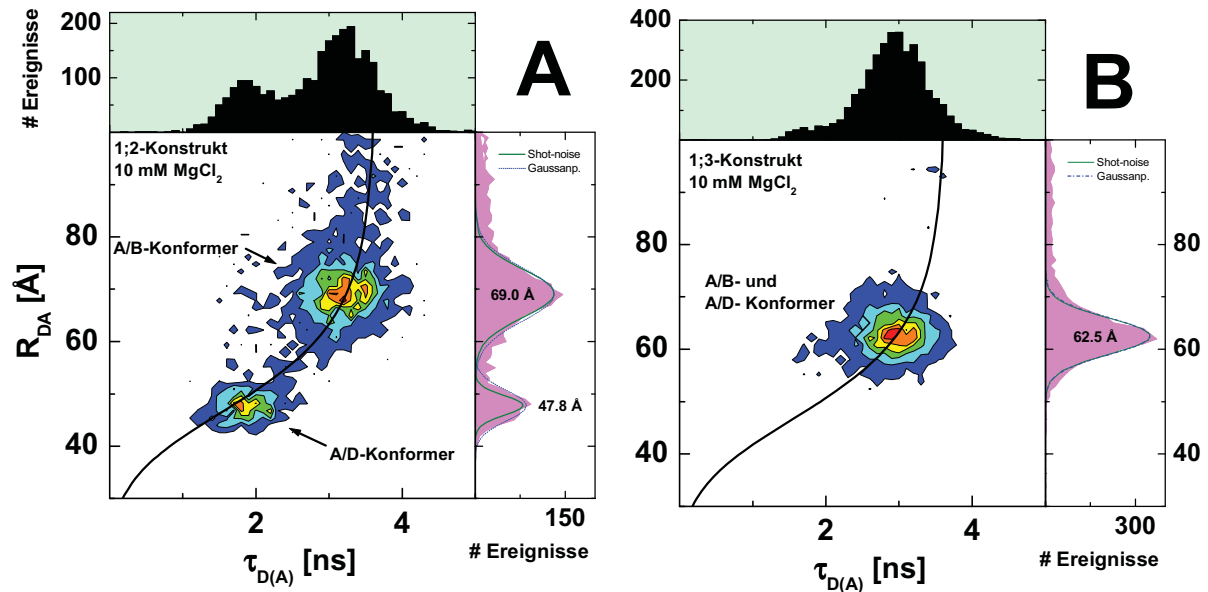 A
# Ereignisse
200
100
1;2-Konstrukt
10 mM MgCl2
Shot-noise
Gaussanp.
A/B-Konformer
A/D-Konformer
69.0 Å
47.8 Å
RDA [Å]
80
60
40
2
4
150
τD(A) [ns]
# Ereignisse
B
400
200
1;3-Konstrukt
10 mM MgCl2
Shot-noise
Gaussanp.
A/B- und
A/D- Konformer
62.5 Å
80
60
40
80
60
40
2
4
300
τD(A) [ns]
# Ereignisse